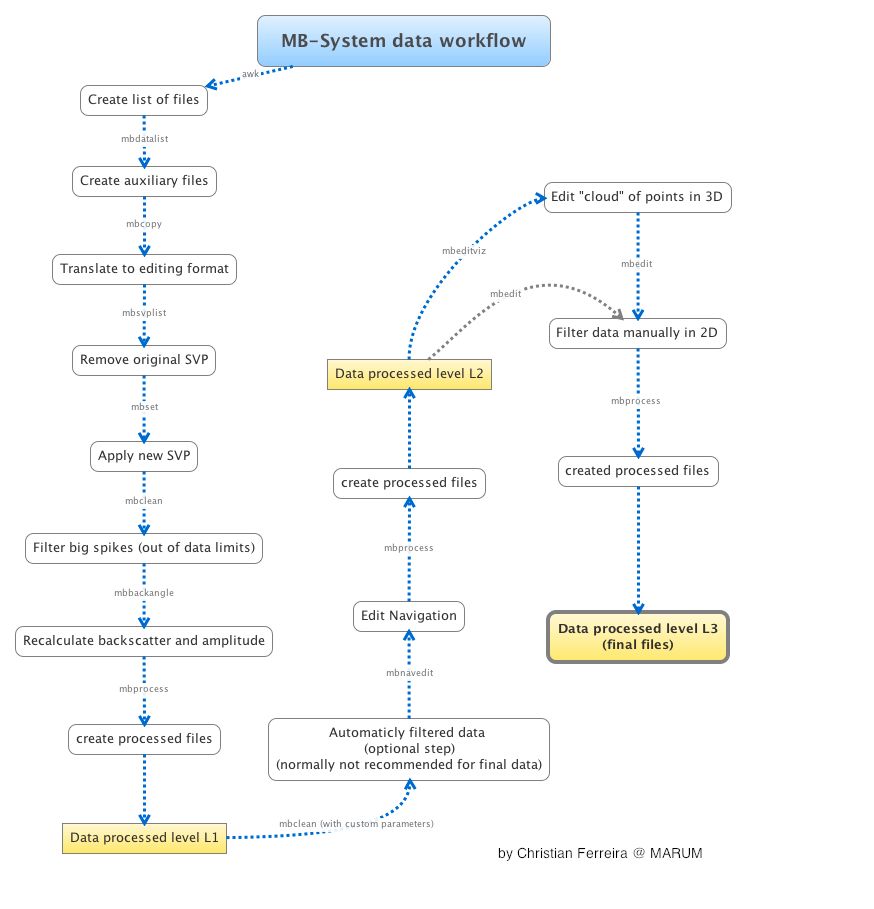 MB-System data workflow
awk
Create list of files
mbdatalist
Create auxiliary files
mbcopy
Translate to editing format
mbsvplist
Remove original SVP
mbset
Apply new SVP
mbclean
Filter big spikes (out of data limits)
mbbackangle
Recalculate backscatter and amplitude
mbprocess
create processed files
Data processed level L1
mbclean (with custom parameters)
Automaticly filtered data
(optional step)
(normally not recommended for final data)
mbnavedit
Edit Navigation
mbprocess
create processed files
Data processed level L2
mbeditviz
mbedit
Edit "cloud" of points in 3D
mbedit
Filter data manually in 2D
mbprocess
created processed files
Data processed level L3
(final files)
by Christian Ferreira @ MARUM